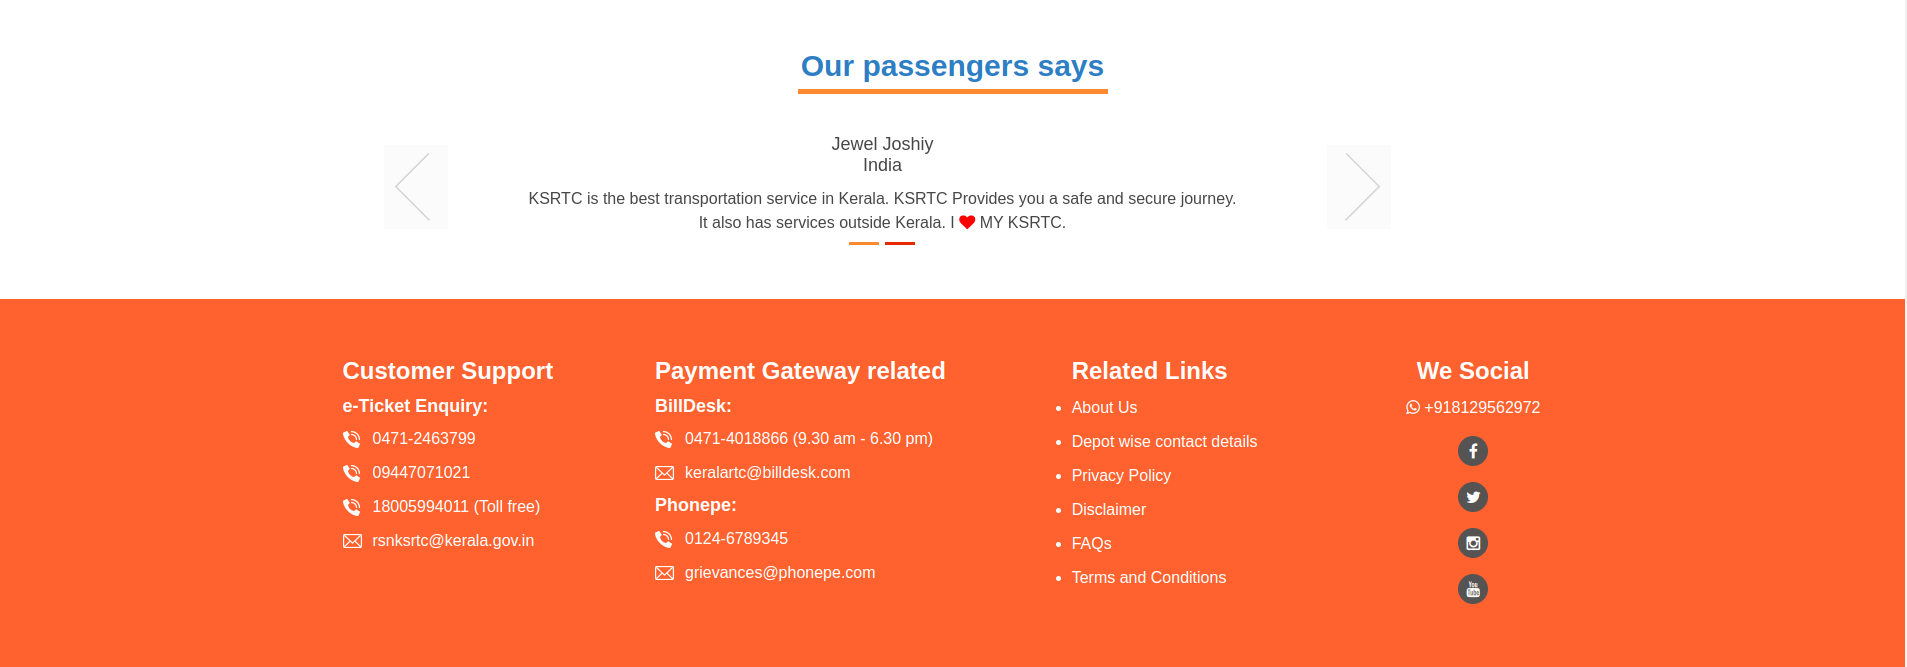 Our passengers says
Jewel Joshiy
India
KSRTC is the best transportation service in Kerala. KSRTC Provides you a safe and secure journey.
It also has services outside Kerala. I ❤ MY KSRTC.
Customer Support
e-Ticket Enquiry:
0471-2463799
09447071021
18005994011 (Toll free)
rsnksrtc@kerala.gov.in
Payment Gateway related
BillDesk:
0471-4018866 (9.30 am - 6.30 pm)
keralartc@billdesk.com
Phonepe:
0124-6789345
grievances@phonepe.com
Related Links
About Us
Depot wise contact details
Privacy Policy
Disclaimer
FAQs
Terms and Conditions
We Social
+918129562972
You
Tube